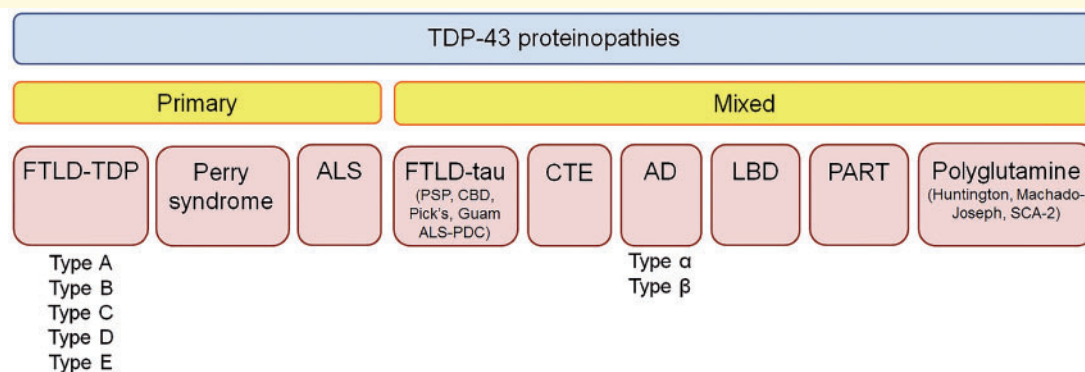 TDP-43 proteinopathies
Primary
Mixed
FTLD-TDP
Perry
syndrome
ALS
FTLD-tau
(PSP, CBD,
Pick's, Guam
ALS-PDC)
CTE
AD
LBD
PART
Polyglutamine
(Huntington, Machado-
Joseph, SCA-2)
Type A
Type B
Type C
Type D
Type E
Type α
Type β